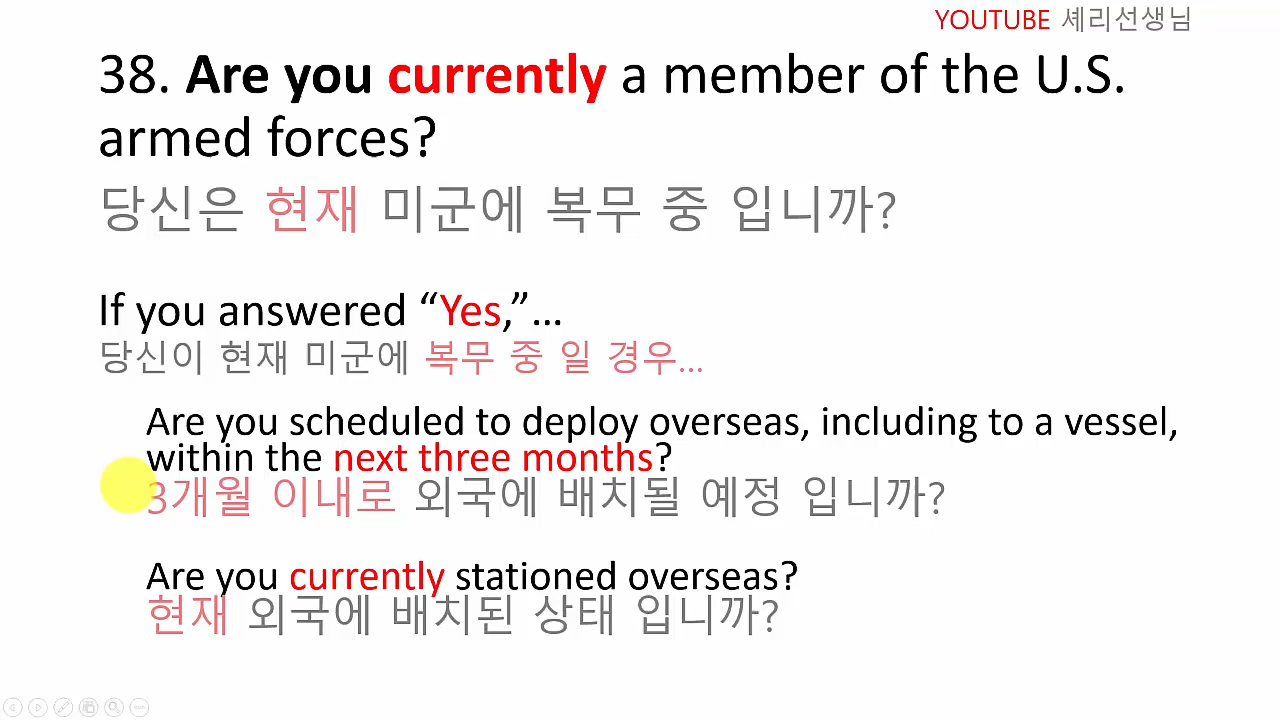 YOUTUBE 셰리선생님
38. Are you currently a member of the U.S.
armed forces?
당신은 현재 미군에 복무 중 입니까?
If you answered “Yes,”…
당신이 현재 미군에 복무 중 일 경우…
Are you scheduled to deploy overseas, including to a vessel,
within the next three months?
3개월 이내로 외국에 배치될 예정 입니까?
Are you currently stationed overseas?
현재 외국에 배치된 상태 입니까?